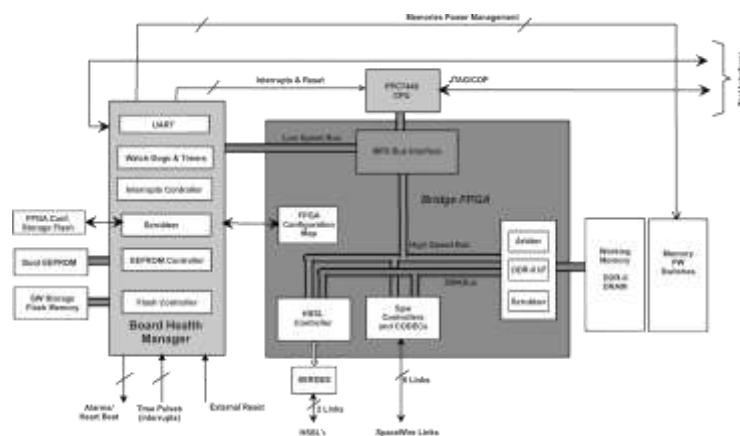 Memories Power Management
Interrupts & Reset
JTAG/COP
CPU
UART
Low Speed Bus
Watch Dogs & Timers
MPX Bus Interface
Interrupts Controller
Bridge FPGA
FPGA Conf.
Storage Flash
Scrubber
FPGA
Configuration
Map
Arbiter
High Speed Bus
Working
Memory
DDR-II
DRAM
Memory
PW
Switches
Boot EEPROM
EEPROM Controller
DDR-II I/F
DMA Bus
SW Storage
Flash Memory
Flash Controller
Scrubber
HSSL
Controller
Spw
Controllers
and CODECs
Board Health
Manager
SERDES
6 Links
Alarms/
Heart Beat
Time Pulses
(interrupts)
External Reset
2 Links
HSSL's
SpaceWire Links